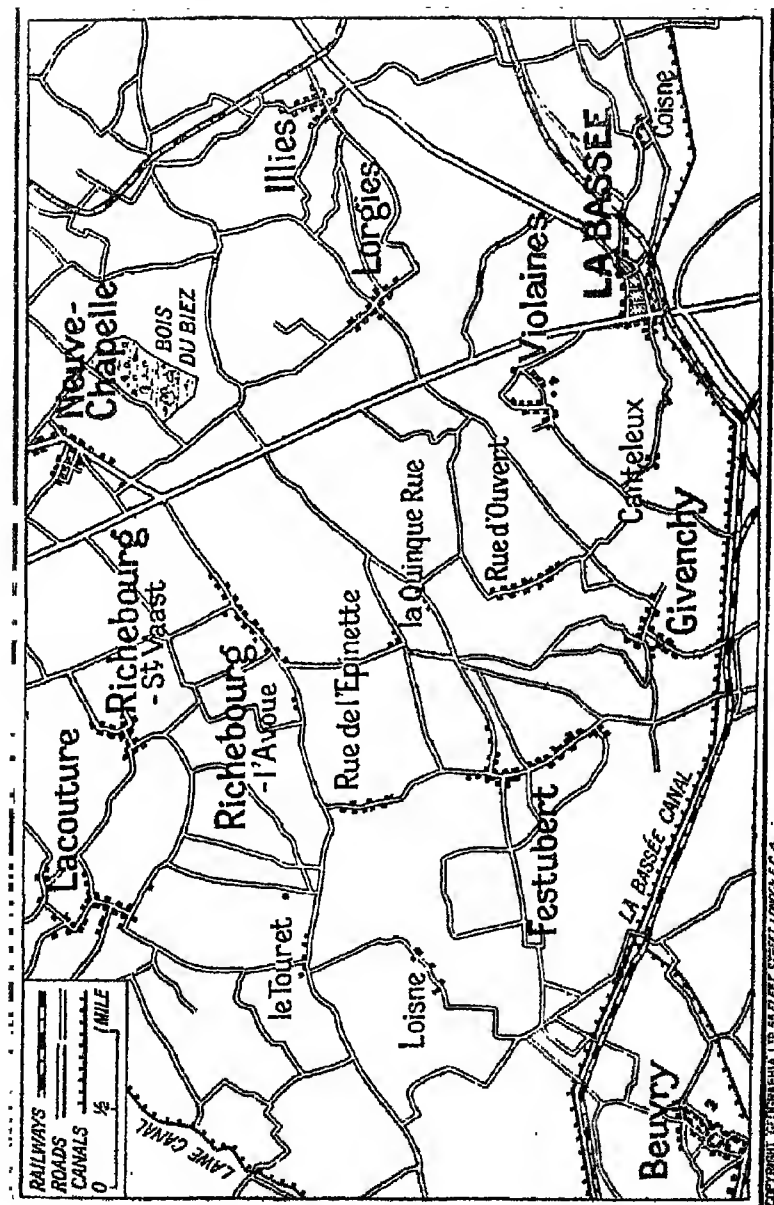 RAILWAYS
ROADS
CANALS
0 ½ 1 MILE
LAWE CANAL
Lacouture
Richebourg
-St. Vaast
Neuve-
Chapelle
BOIS
DU BIEZ
Richebourg
-l'Avoue
Illies
le Touret
Rue de l'Epinette
Lorgies
Loisne
la Quinque Rue
Rue d'Ouvert
Violaines
Festubert
LA BASSÉE
Coisne
Canteleux
Givenchy
LA BASSÉE CANAL
Beuvry
COPYRIGHT